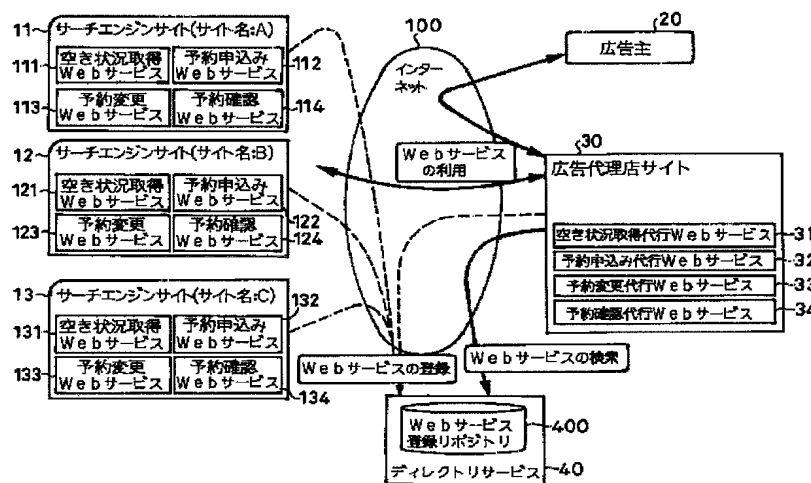 11
サーチエンジンサイト(サイト名:A)
111
空き状況取得
Webサービス
予約申込み
Webサービス
112
113
予約変更
Webサービス
予約確認
Webサービス
114
12
サーチエンジンサイト(サイト名:B)
121
空き状況取得
Webサービス
予約申込み
Webサービス
122
123
予約変更
Webサービス
予約確認
Webサービス
124
13
サーチエンジンサイト(サイト名:C)
132
131
空き状況取得
Webサービス
予約申込み
Webサービス
133
予約変更
Webサービス
予約確認
Webサービス
134
100
インター
ネット
Webサービス
の利用
20
広告主
30
広告代理店サイト
空き状況取得代行Webサービス
31
予約申込み代行Webサービス
32
予約変更代行Webサービス
33
予約確認代行Webサービス
34
Webサービスの登録
Webサービスの検索
Webサービス
登録リポジトリ
400
ディレクトリサービス
40